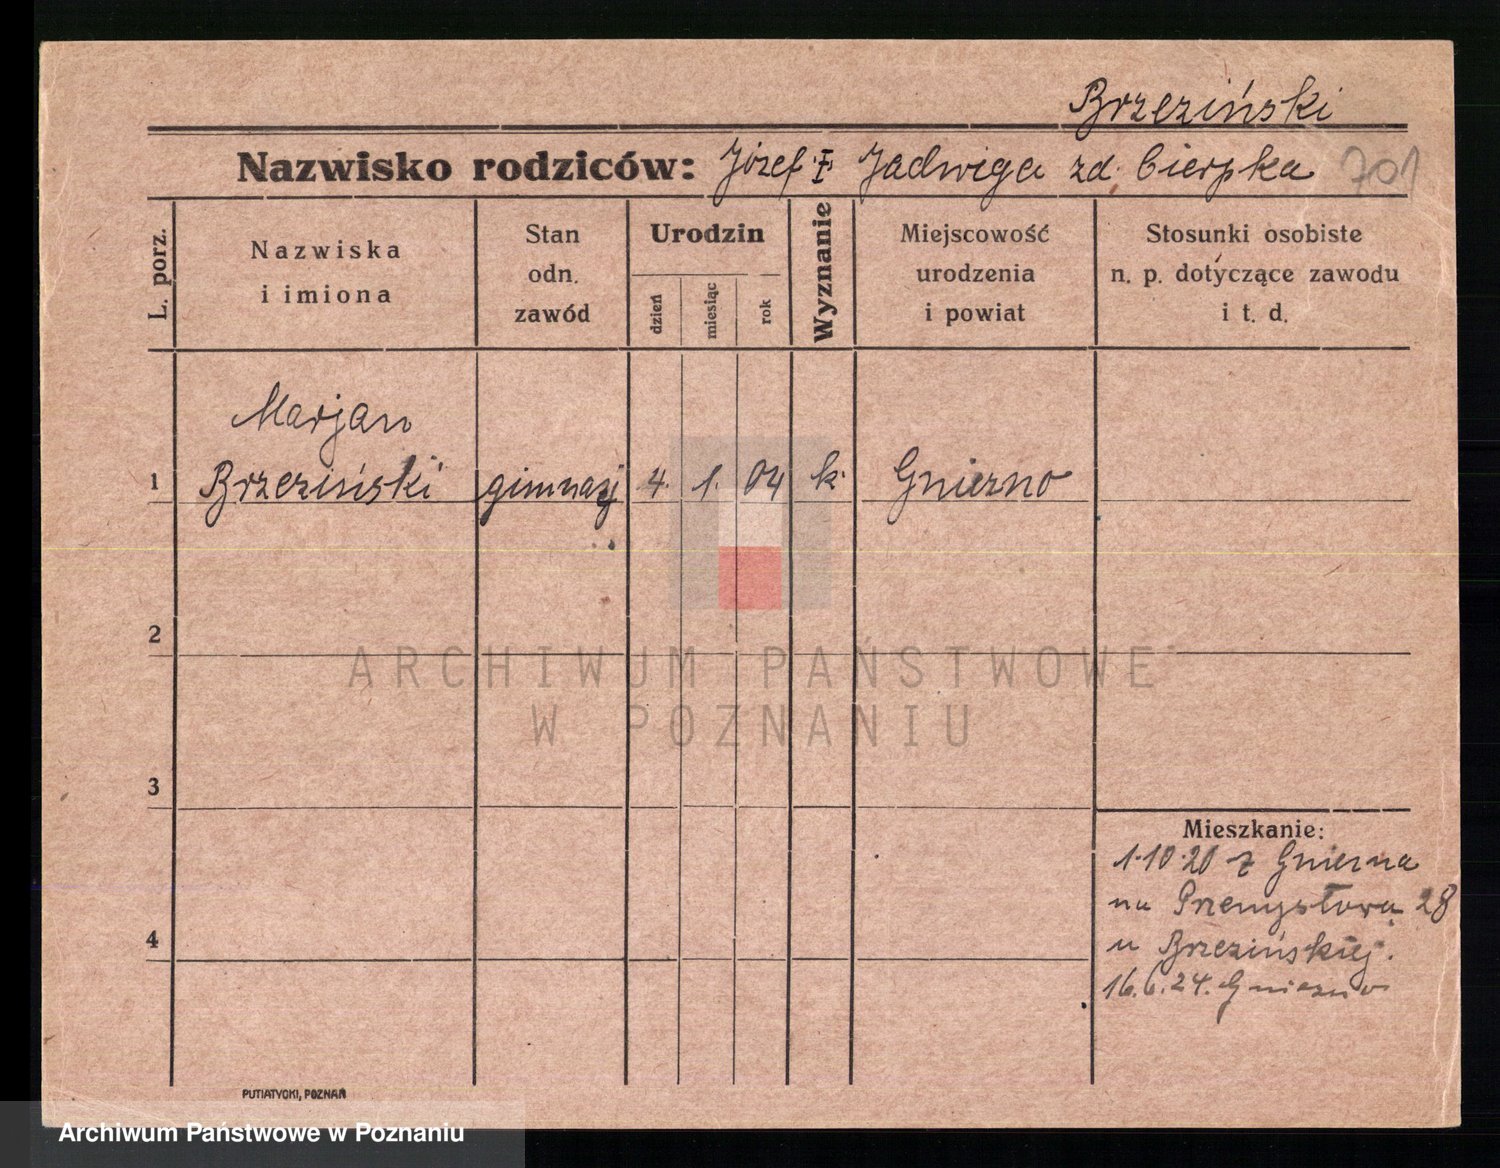 Brzeziński
Nazwisko rodziców: Józef Jadwiga zd. Cierpka 701
L. porz.
Nazwiska
i imiona
Stan
odn.
zawód
Urodzin
dzień
miesiąc
rok
Wyznanie
Miejscowość
urodzenia
i powiat
Stosunki osobiste
n. p. dotyczące zawodu
i t. d.
Marjan
1 Brzeziński gimnazj 4. 1. 04 k. Gniezno
2
ARCHIWUM PAŃSTWOWE
W POZNANIU
3
Mieszkanie:
1.10.20 z Gniezna
na Przemysłową 28
u Brzezińskiej.
4
16.6.24. Gniezno
PUTIATYCKI, POZNAŃ
Archiwum Państwowe w Poznaniu